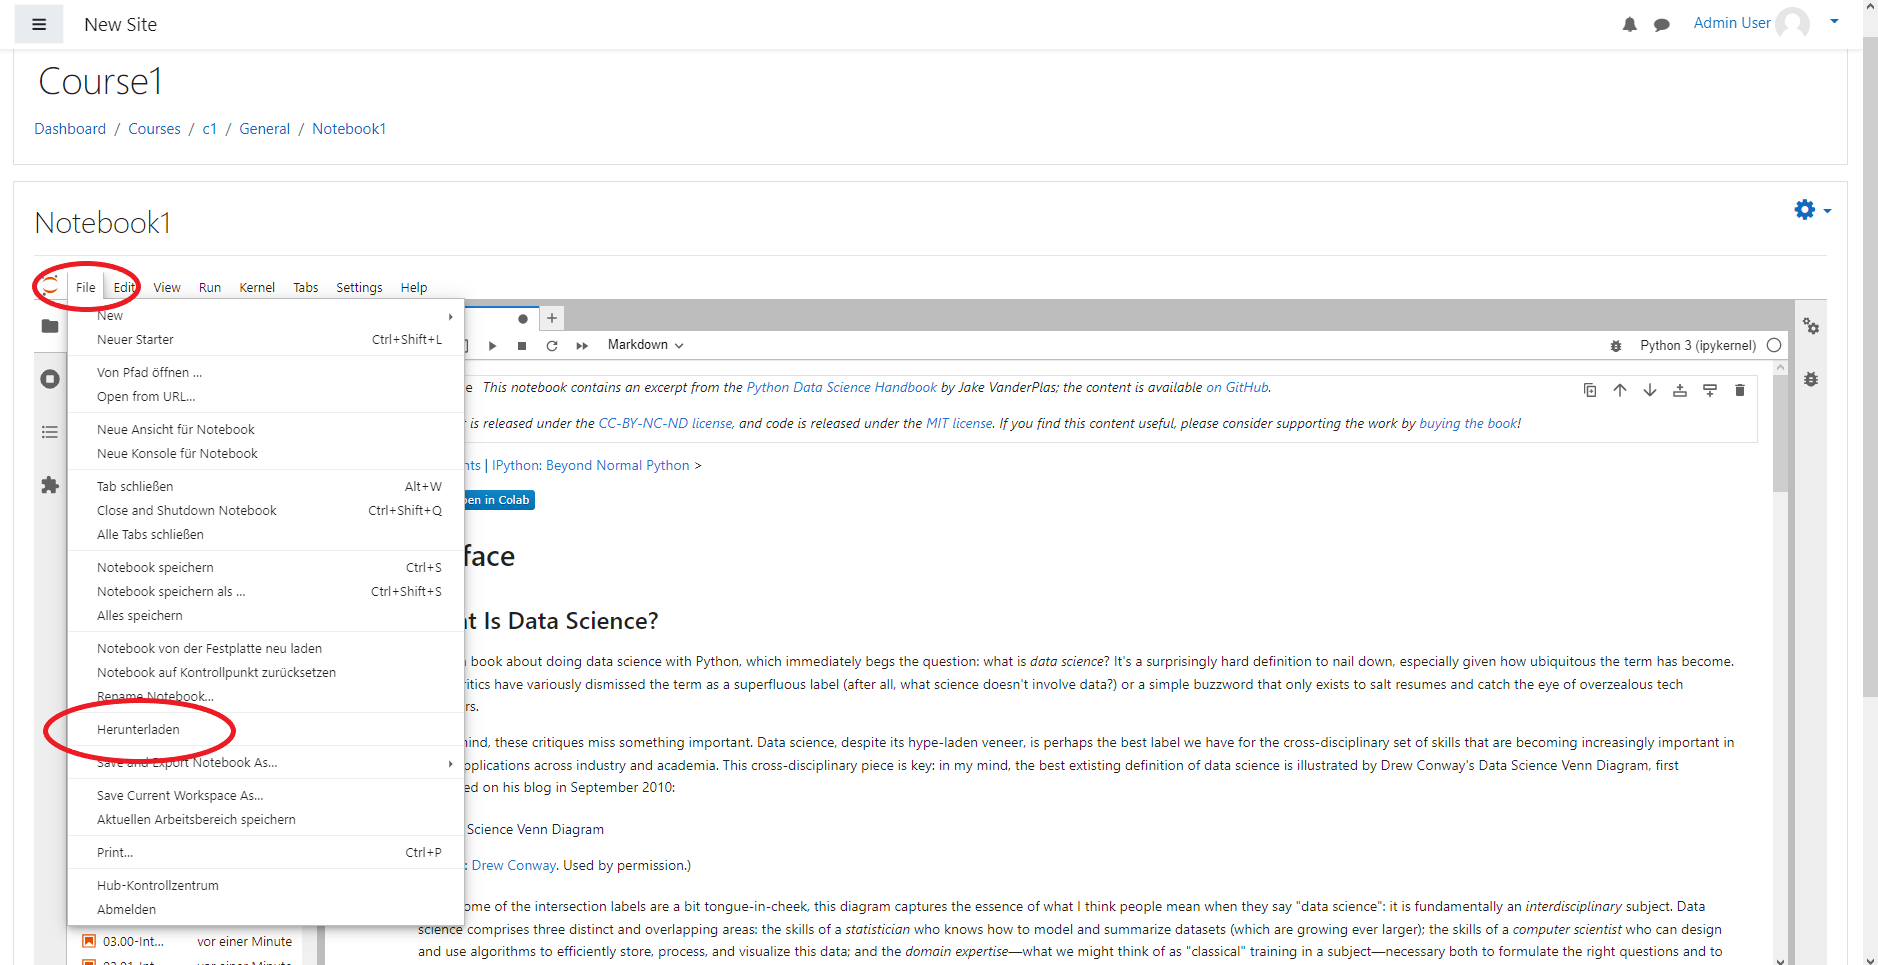 New Site
Admin User
Course1
Dashboard / Courses / c1 / General / Notebook1
Notebook1
File Edit View Run Kernel Tabs Settings Help
New
Neuer Starter Ctrl+Shift+L
Von Pfad öffnen ...
Open from URL...
Neue Ansicht für Notebook
Neue Konsole für Notebook
Tab schließen Alt+W
Close and Shutdown Notebook Ctrl+Shift+Q
Alle Tabs schließen
Notebook speichern Ctrl+S
Notebook speichern als ... Ctrl+Shift+S
Alles speichern
Notebook von der Festplatte neu laden
Notebook auf Kontrollpunkt zurücksetzen
Rename Notebook...
Herunterladen
Save and Export Notebook As...
Save Current Workspace As...
Aktuellen Arbeitsbereich speichern
Print... Ctrl+P
Hub-Kontrollzentrum
Abmelden
03.00-Int... vor einer Minute
Markdown
Python 3 (ipykernel)
This notebook contains an excerpt from the Python Data Science Handbook by Jake VanderPlas; the content is available on GitHub.
is released under the CC-BY-NC-ND license, and code is released under the MIT license. If you find this content useful, please consider supporting the work by buying the book!
| IPython: Beyond Normal Python >
in Colab
face
Is Data Science?
book about doing data science with Python, which immediately begs the question: what is data science? It's a surprisingly hard definition to nail down, especially given how ubiquitous the term has become.
critics have variously dismissed the term as a superfluous label (after all, what science doesn't involve data?) or a simple buzzword that only exists to salt resumes and catch the eye of overzealous tech
rs.
mind, these critiques miss something important. Data science, despite its hype-laden veneer, is perhaps the best label we have for the cross-disciplinary set of skills that are becoming increasingly important in
applications across industry and academia. This cross-disciplinary piece is key: in my mind, the best extisting definition of data science is illustrated by Drew Conway's Data Science Venn Diagram, first
ed on his blog in September 2010:
Science Venn Diagram
: Drew Conway. Used by permission.)
ome of the intersection labels are a bit tongue-in-cheek, this diagram captures the essence of what I think people mean when they say "data science": it is fundamentally an interdisciplinary subject. Data
science comprises three distinct and overlapping areas: the skills of a statistician who knows how to model and summarize datasets (which are growing ever larger); the skills of a computer scientist who can design
and use algorithms to efficiently store, process, and visualize this data; and the domain expertise—what we might think of as "classical" training in a subject—necessary both to formulate the right questions and to